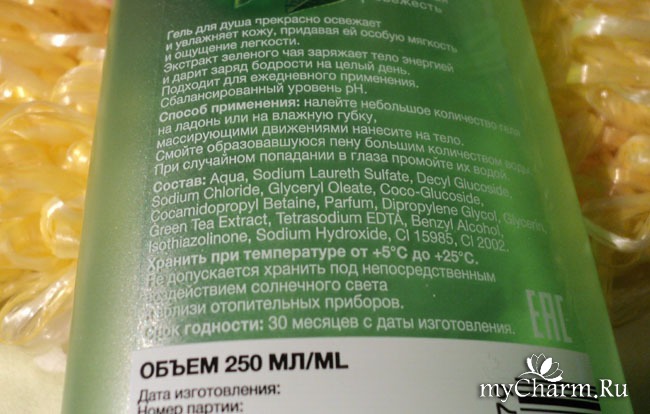 свежесть
Гель для душа прекрасно освежает
и увлажняет кожу, придавая ей особую мягкость
и ощущение легкости.
Экстракт зеленого чая заряжает тело энергией
и дарит заряд бодрости на целый день.
Подходит для ежедневного применения.
Сбалансированный уровень pH.
Способ применения: налейте небольшое количество геля
на ладонь или на влажную губку,
массирующими движениями нанесите на тело.
Смойте образовавшуюся пену большим количеством воды.
При случайном попадании в глаза промойте их водой.
Состав: Aqua, Sodium Laureth Sulfate, Decyl Glucoside,
Sodium Chloride, Glyceryl Oleate, Coco-Glucoside,
Cocamidopropyl Betaine, Parfum, Dipropylene Glycol, Glycerin,
Green Tea Extract, Tetrasodium EDTA, Benzyl Alcohol,
Isothiazolinone, Sodium Hydroxide, CI 15985, CI 2002.
Хранить при температуре от +5°C до +25°C.
Не допускается хранить под непосредственным
воздействием солнечного света
вблизи отопительных приборов.
Срок годности: 30 месяцев с даты изготовления.
EAC
ОБЪЕМ 250 МЛ/ML
Дата изготовления:
Номер партии:
myCharm.Ru